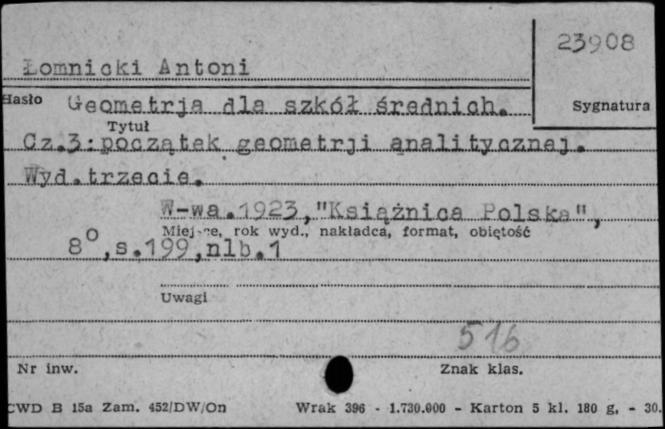 23908
Łomnicki Antoni
Hasło Geometrja dla szkół średnich. Sygnatura
Tytuł
Cz.3:początek geometrji analitycznej.
Wyd.trzecie.
W-wa.1923,"Książnica Polska",
Miejsce, rok wyd., nakładca, format, objętość
8°,s.199,nlb.1
Uwagi
516
Nr inw. Znak klas.
CWD B 15a Zam. 452/DW/On Wrak 396 - 1.730.000 - Karton 5 kl. 180 g. - 30.